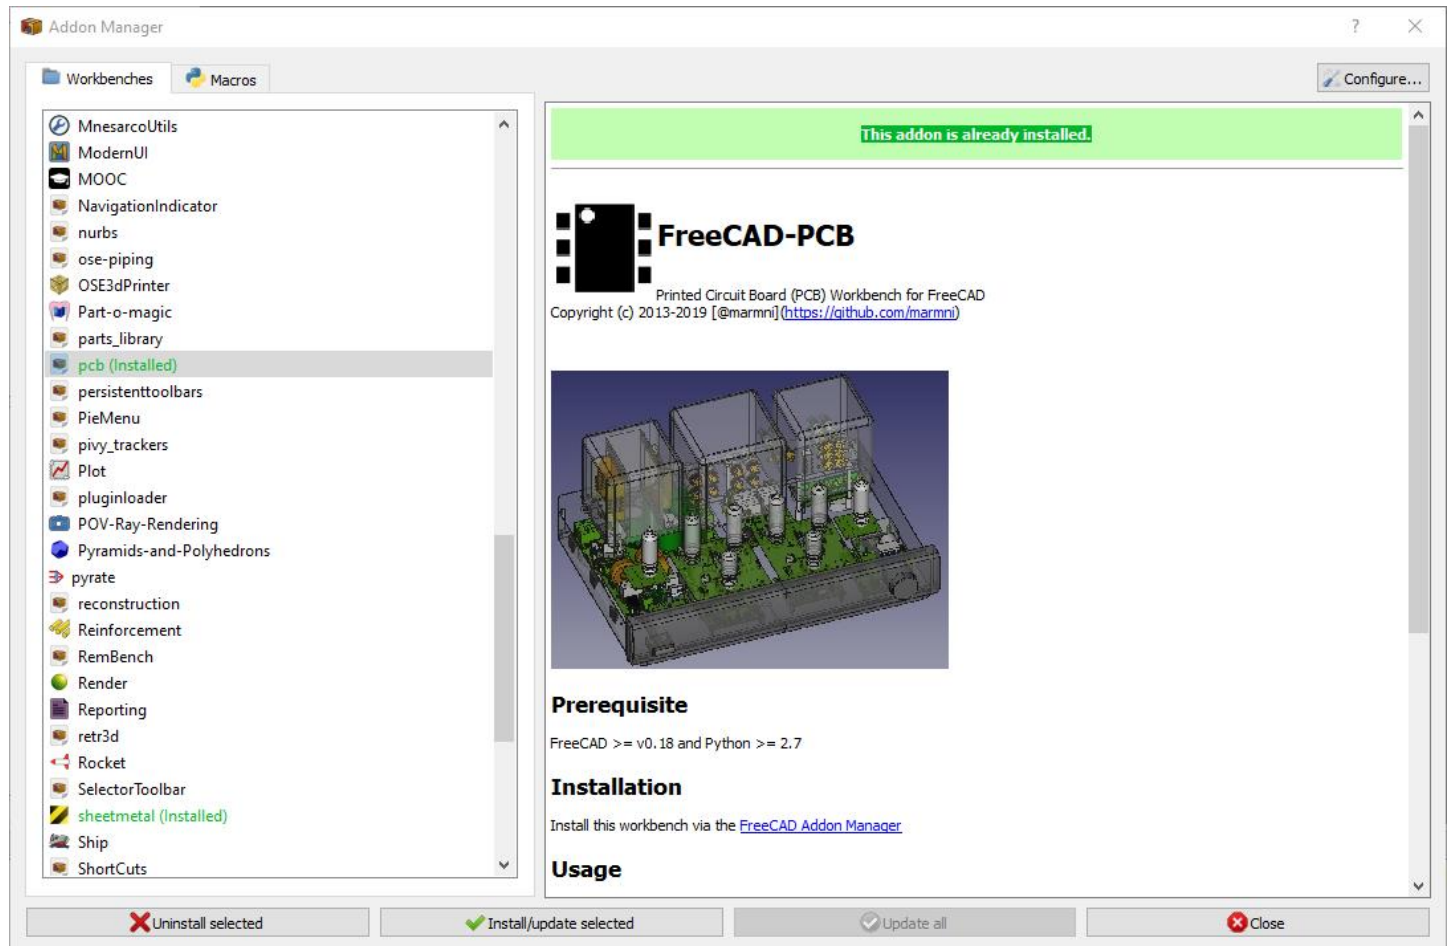 Addon Manager
?
Workbenches
Macros
Configure...
MnesarcoUtils
ModernUI
MOOC
NavigationIndicator
nurbs
ose-piping
OSE3dPrinter
Part-o-magic
parts_library
pcb (Installed)
persistenttoolbars
PieMenu
pivy_trackers
Plot
pluginloader
POV-Ray-Rendering
Pyramids-and-Polyhedrons
pyrate
reconstruction
Reinforcement
RemBench
Render
Reporting
retr3d
Rocket
SelectorToolbar
sheetmetal (Installed)
Ship
ShortCuts
This addon is already installed.
FreeCAD-PCB
Printed Circuit Board (PCB) Workbench for FreeCAD
Copyright (c) 2013-2019 [@marmni](https://github.com/marmni)
Prerequisite
FreeCAD >= v0.18 and Python >= 2.7
Installation
Install this workbench via the FreeCAD Addon Manager
Usage
Uninstall selected
Install/update selected
Update all
Close